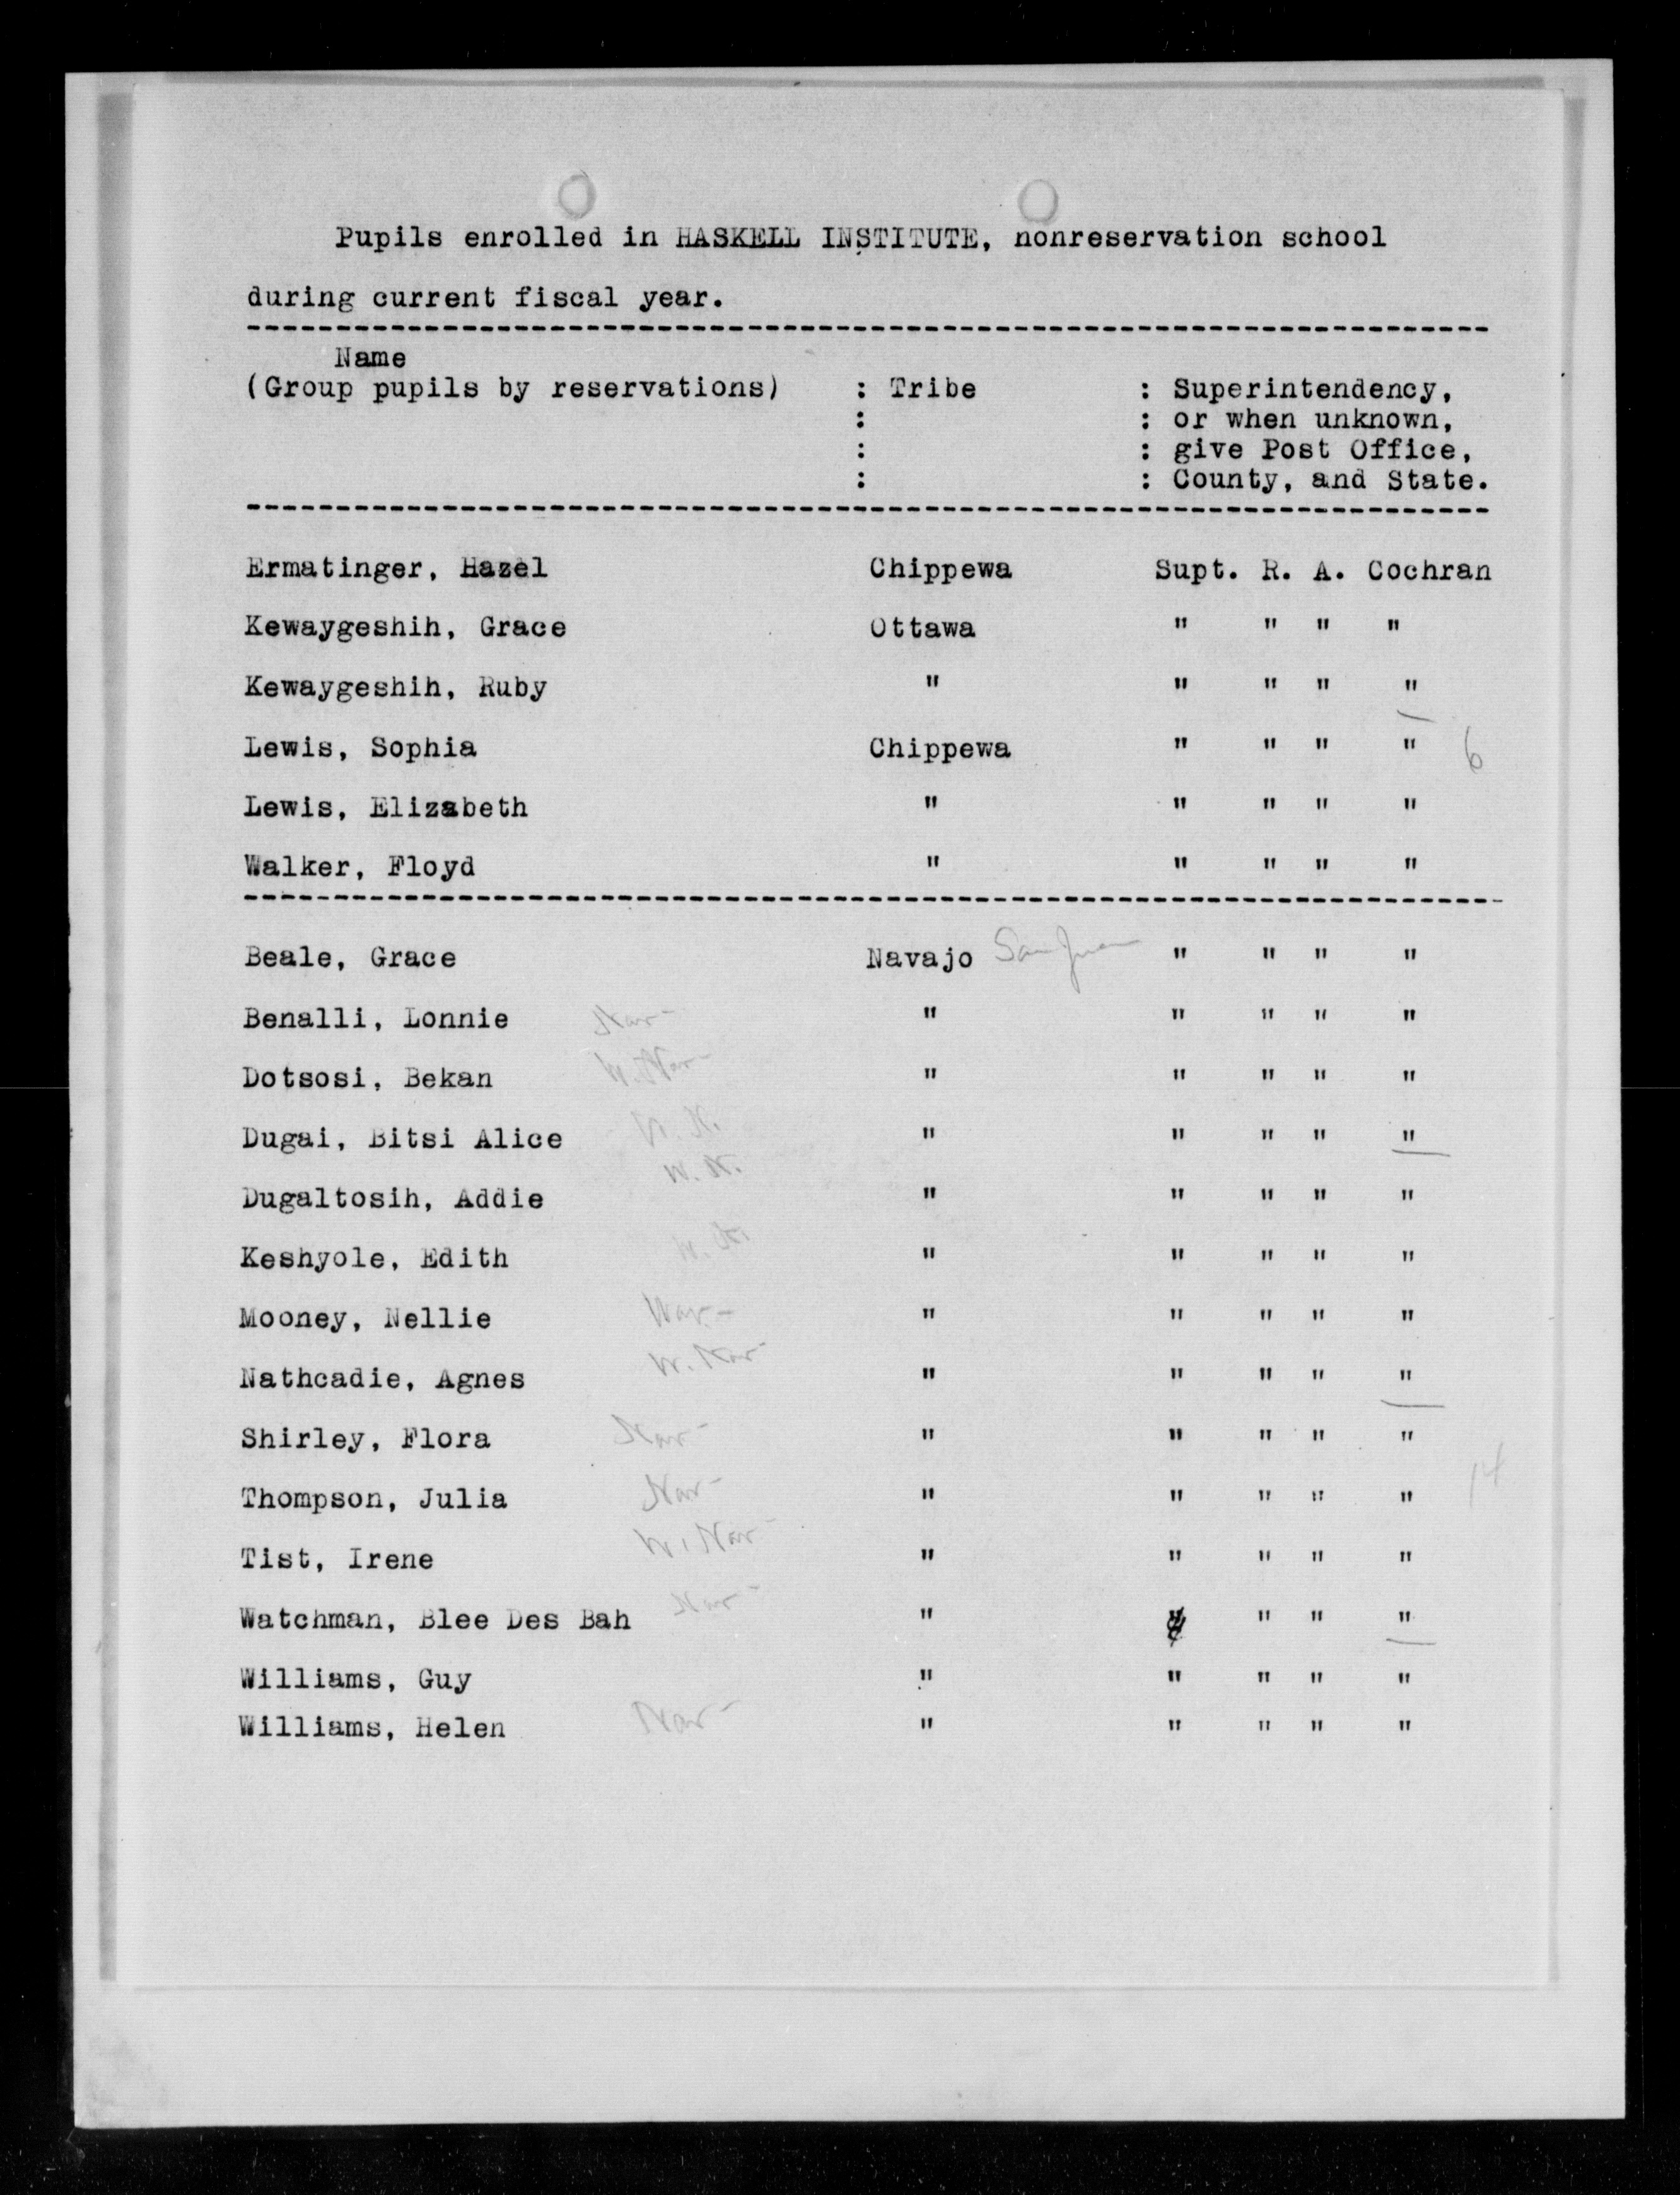 Pupils enrolled in HASKELL INSTITUTE, nonreservation school
during current fiscal year.
Name
(Group pupils by reservations) : Tribe : Superintendency,
: : or when unknown,
: : give Post Office,
: : County, and State.
Ermatinger, Hazel Chippewa Supt. R. A. Cochran
Kewaygeshih, Grace Ottawa " " " "
Kewaygeshih, Ruby " " " " "
Lewis, Sophia Chippewa " " " " 6
Lewis, Elizabeth " " " " "
Walker, Floyd " " " " "
Beale, Grace Navajo San Juan " " " "
Benalli, Lonnie Nav- " " " " "
Dotsosi, Bekan W. Nav- " " " " "
Dugai, Bitsi Alice W. N. " " " " "
Dugaltosih, Addie W. N. " " " " "
Keshyole, Edith W. N. " " " " "
Mooney, Nellie Nav- " " " " "
Nathcadie, Agnes W. Nav- " " " " "
Shirley, Flora Nav- " " " " "
Thompson, Julia Nav- " " " " " 14
Tist, Irene W. Nav- " " " " "
Watchman, Blee Des Bah Nav- " " " "
Williams, Guy " " " " "
Williams, Helen Nav- " " " " "